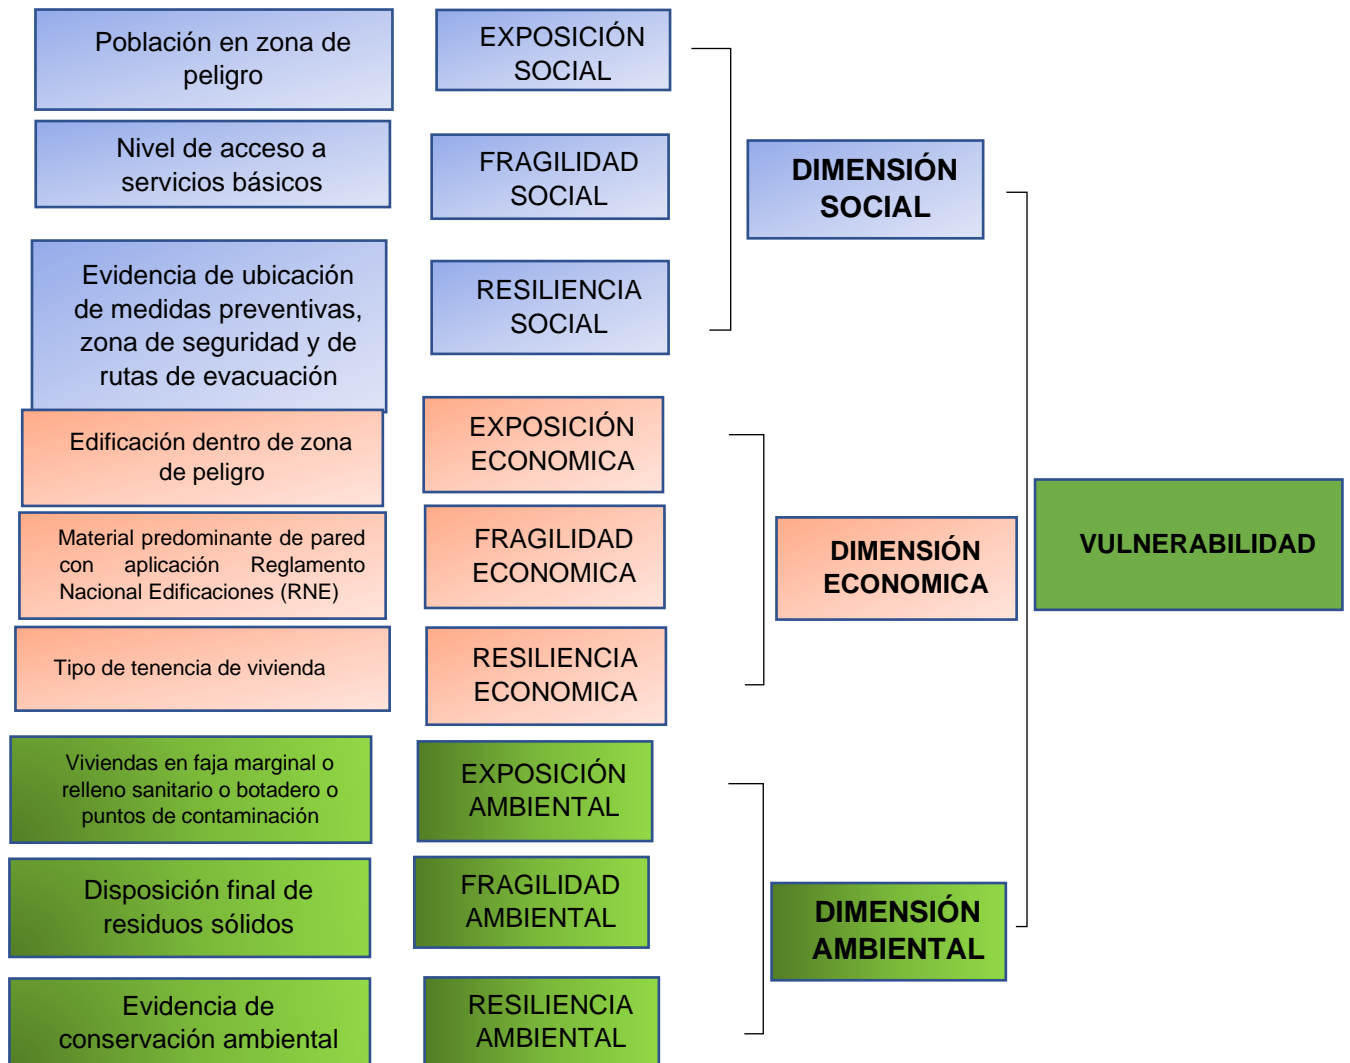 Población en zona de
peligro
EXPOSICIÓN
SOCIAL
Nivel de acceso a
servicios básicos
FRAGILIDAD
SOCIAL
Evidencia de ubicación
de medidas preventivas,
zona de seguridad y de
rutas de evacuación
RESILIENCIA
SOCIAL
DIMENSIÓN
SOCIAL
Edificación dentro de zona
de peligro
EXPOSICIÓN
ECONOMICA
Material predominante de pared
con aplicación Reglamento
Nacional Edificaciones (RNE)
FRAGILIDAD
ECONOMICA
Tipo de tenencia de vivienda
RESILIENCIA
ECONOMICA
DIMENSIÓN
ECONOMICA
VULNERABILIDAD
Viviendas en faja marginal o
relleno sanitario o botadero o
puntos de contaminación
EXPOSICIÓN
AMBIENTAL
Disposición final de
residuos sólidos
FRAGILIDAD
AMBIENTAL
Evidencia de
conservación ambiental
RESILIENCIA
AMBIENTAL
DIMENSIÓN
AMBIENTAL